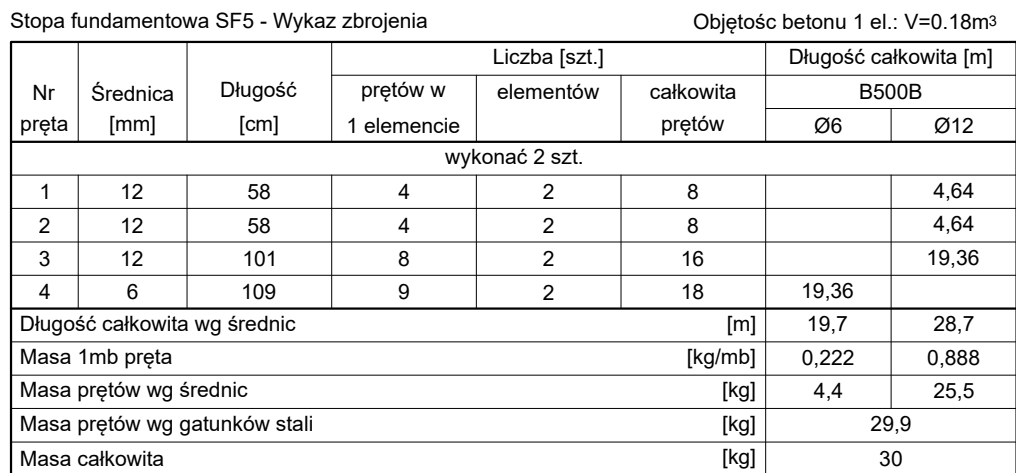 Stopa fundamentowa SF5 - Wykaz zbrojenia Objętośc betonu 1 el.: V=0.18m³
Liczba [szt.] Długość całkowita [m]
Nr Średnica Długość prętów w elementów całkowita B500B
pręta [mm] [cm] 1 elemencie prętów Ø6 Ø12
wykonać 2 szt.
1 12 58 4 2 8 4,64
2 12 58 4 2 8 4,64
3 12 101 8 2 16 19,36
4 6 109 9 2 18 19,36
Długość całkowita wg średnic [m] 19,7 28,7
Masa 1mb pręta [kg/mb] 0,222 0,888
Masa prętów wg średnic [kg] 4,4 25,5
Masa prętów wg gatunków stali [kg] 29,9
Masa całkowita [kg] 30